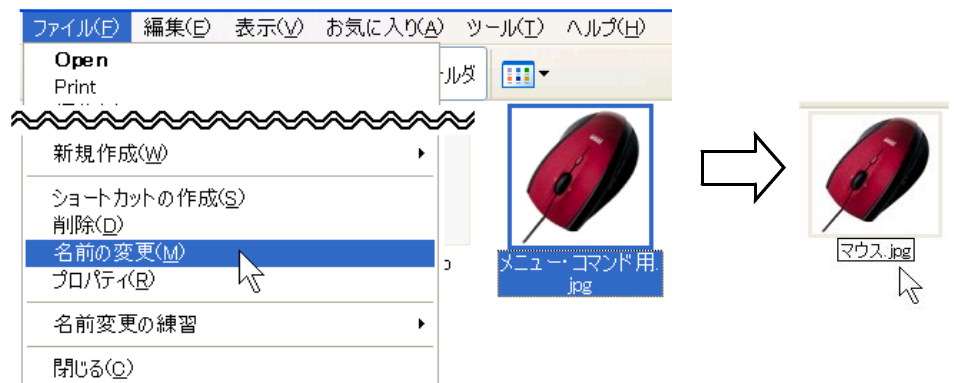 ファイル(F) 編集(E) 表示(V) お気に入り(A) ツール(T) ヘルプ(H)
Open
Print
ルダ
新規作成(W)
ショートカットの作成(S)
削除(D)
名前の変更(M)
プロパティ(R)
名前変更の練習
閉じる(C)
メニュー・コマンド用.
jpg
マウス.jpg